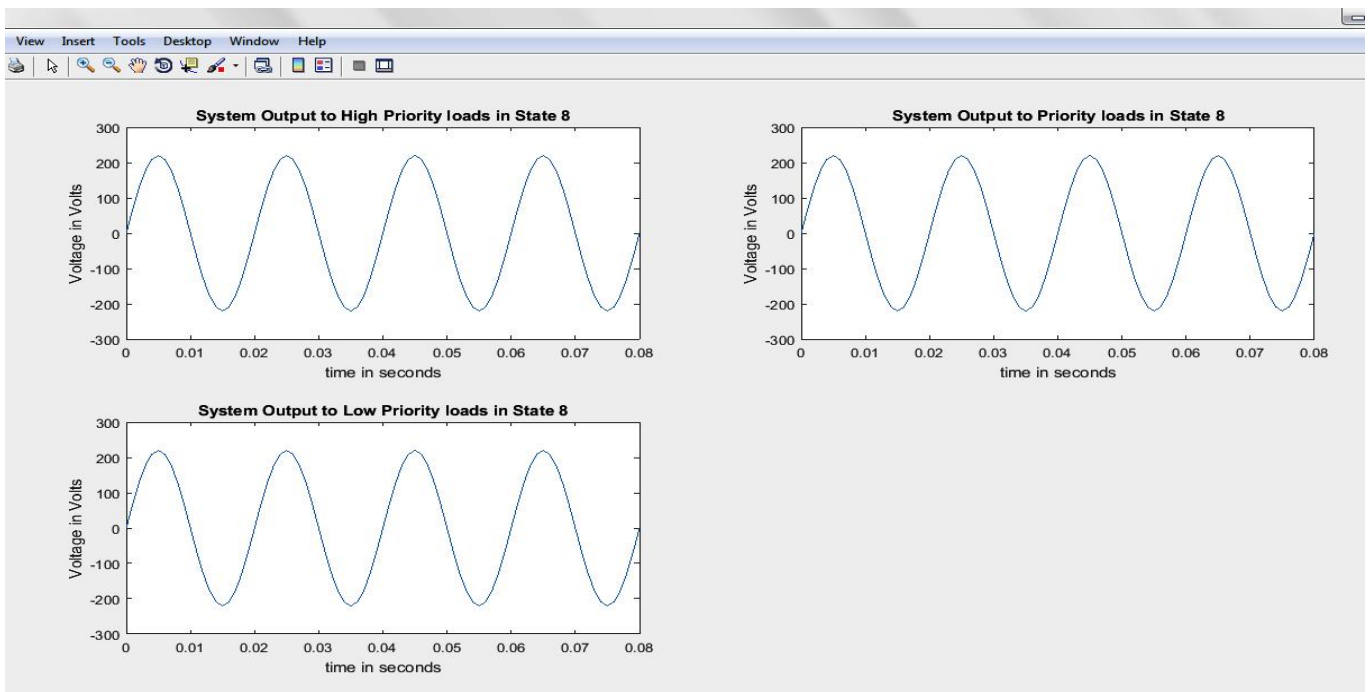 View Insert Tools Desktop Window Help
System Output to High Priority loads in State 8
300
200
100
0
-100
-200
-300
Voltage in Volts
0 0.01 0.02 0.03 0.04 0.05 0.06 0.07 0.08
time in seconds
System Output to Priority loads in State 8
300
200
100
0
-100
-200
-300
Voltage in Volts
0 0.01 0.02 0.03 0.04 0.05 0.06 0.07 0.08
time in seconds
System Output to Low Priority loads in State 8
300
200
100
0
-100
-200
-300
Voltage in Volts
0 0.01 0.02 0.03 0.04 0.05 0.06 0.07 0.08
time in seconds